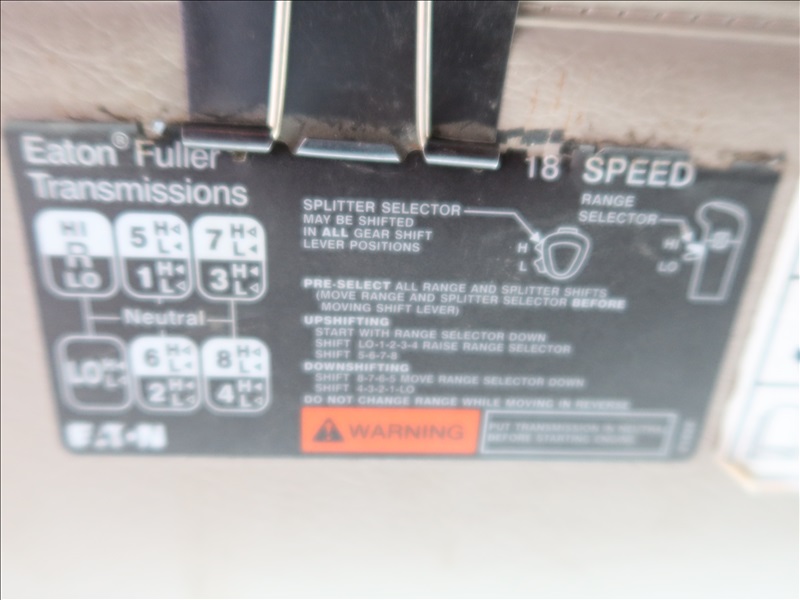 Eaton® Fuller
Transmissions
18 SPEED
HI
R
LO
5 H L
1 H L
7 H L
3 H L
Neutral
LO H L
6 H L
2 H L
8 H L
4 H L
EATON
SPLITTER SELECTOR
MAY BE SHIFTED
IN ALL GEAR SHIFT
LEVER POSITIONS
H
L
RANGE
SELECTOR
HI
LO
PRE-SELECT ALL RANGE AND SPLITTER SHIFTS
(MOVE RANGE AND SPLITTER SELECTOR BEFORE
MOVING SHIFT LEVER)
UPSHIFTING
START WITH RANGE SELECTOR DOWN
SHIFT LO-1-2-3-4 RAISE RANGE SELECTOR
SHIFT 5-6-7-8
DOWNSHIFTING
SHIFT 8-7-6-5 MOVE RANGE SELECTOR DOWN
SHIFT 4-3-2-1-LO
DO NOT CHANGE RANGE WHILE MOVING IN REVERSE
WARNING
PUT TRANSMISSION IN NEUTRAL
BEFORE STARTING ENGINE